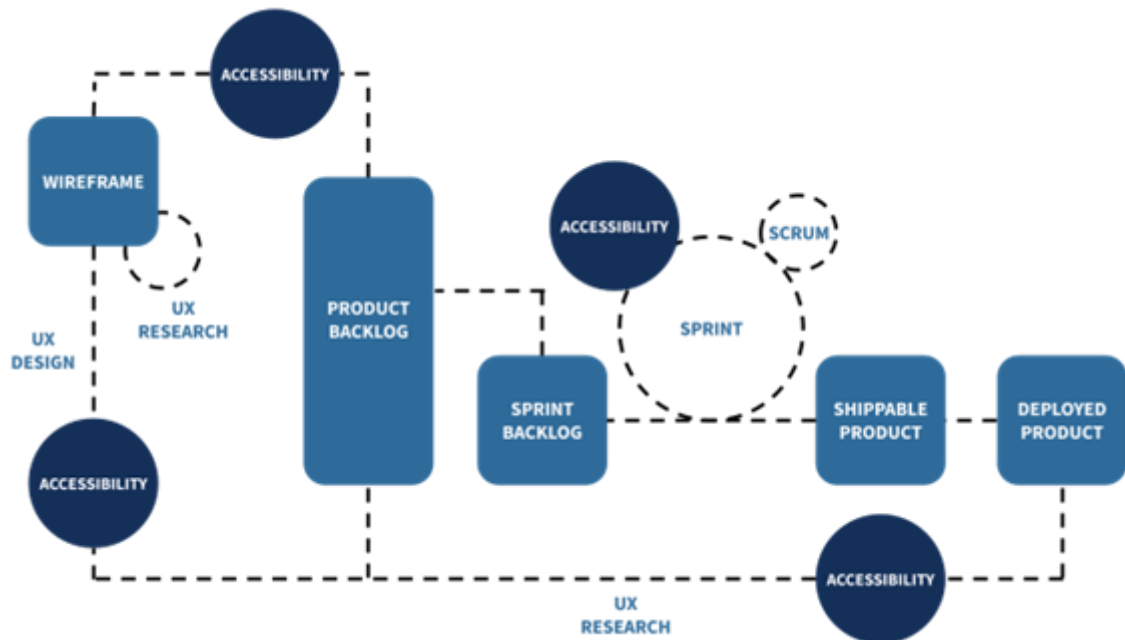 ACCESSIBILITY
WIREFRAME
ACCESSIBILITY
SCRUM
UX
RESEARCH
PRODUCT
BACKLOG
SPRINT
UX
DESIGN
SPRINT
BACKLOG
SHIPPABLE
PRODUCT
DEPLOYED
PRODUCT
ACCESSIBILITY
ACCESSIBILITY
UX
RESEARCH